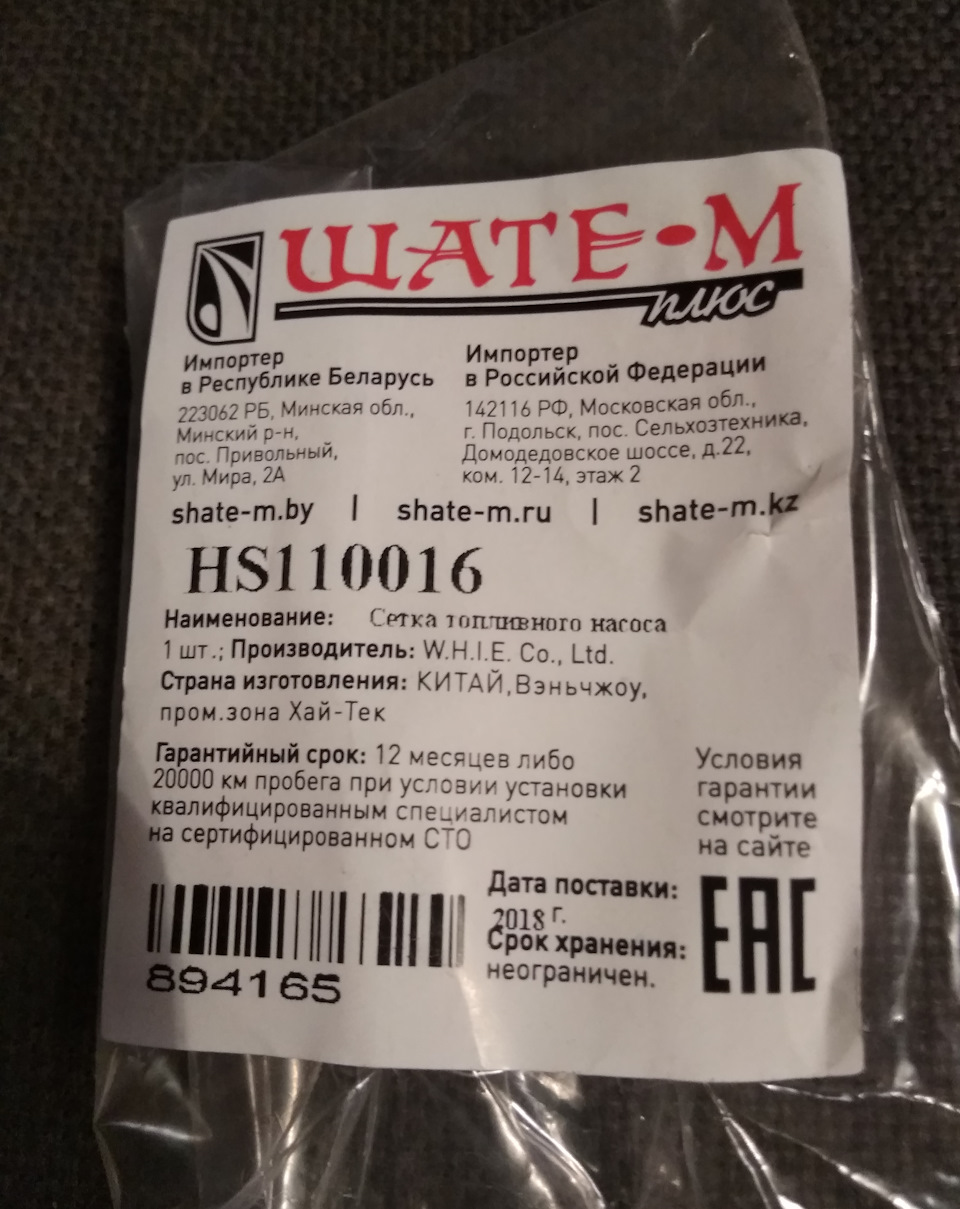 ШАТЕ-М
плюс
Импортер
в Республике Беларусь
223062 РБ, Минская обл.,
Минский р-н,
пос. Привольный,
ул. Мира, 2А
Импортер
в Российской Федерации
142116 РФ, Московская обл.,
г. Подольск, пос. Сельхозтехника,
Домодедовское шоссе, д.22,
ком. 12-14, этаж 2
shate-m.by | shate-m.ru | shate-m.kz
HS110016
Наименование: Сетка топливного насоса
1 шт.; Производитель: W.H.I.E. Co., Ltd.
Страна изготовления: КИТАЙ,Вэньчжоу,
пром.зона Хай-Тек
Гарантийный срок: 12 месяцев либо
20000 км пробега при условии установки
квалифицированным специалистом
на сертифицированном СТО
Условия
гарантии
смотрите
на сайте
894165
Дата поставки:
2018 г.
Срок хранения:
неограничен.
EAC